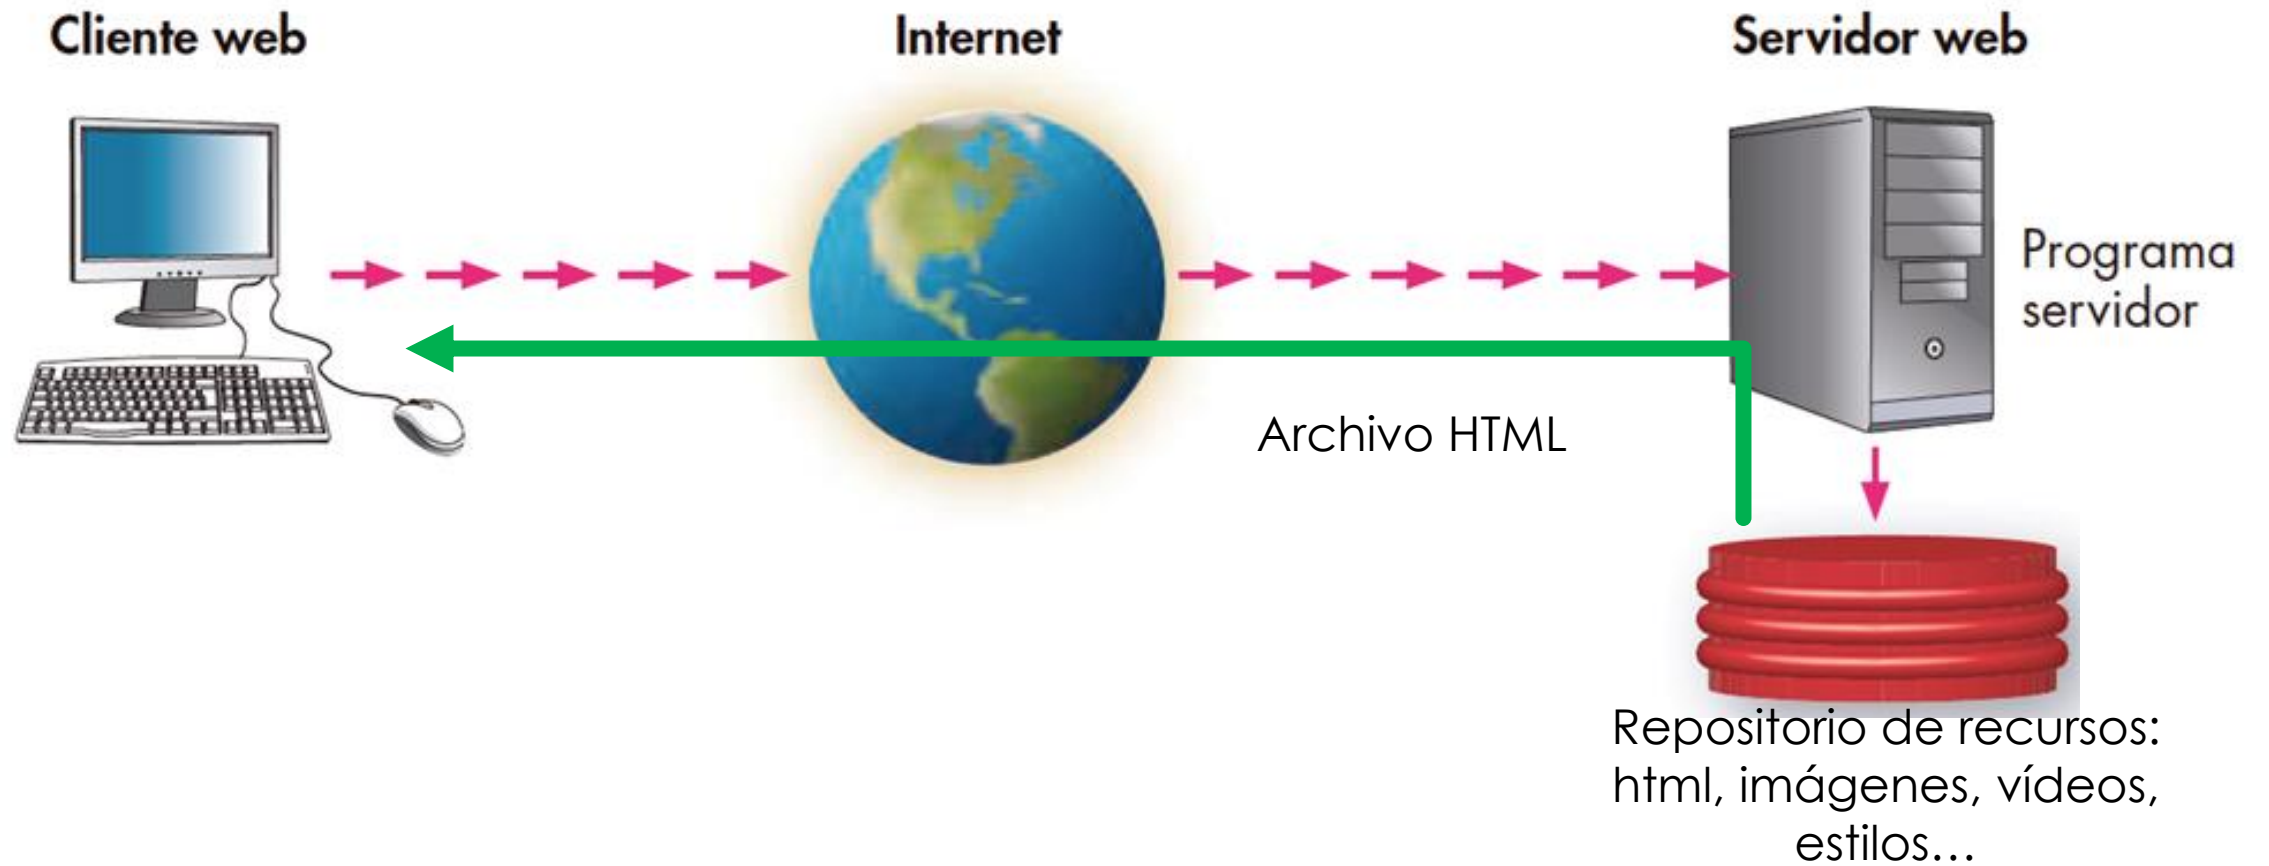 Cliente web
Internet
Servidor web
Programa
servidor
Archivo HTML
Repositorio de recursos:
html, imágenes, vídeos,
estilos...